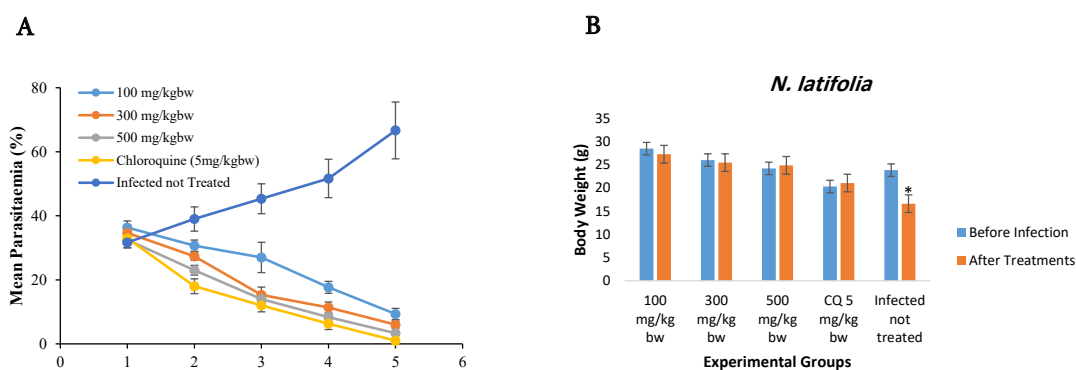 A
Mean Parasitaemia (%)
80
60
40
20
0
100 mg/kgbw
300 mg/kgbw
500 mg/kgbw
Chloroquine (5mg/kgbw)
Infected not Treated
0 1 2 3 4 5 6
B
N. latifolia
Body Weight (g)
35
30
25
20
15
10
5
0
*
100
mg/kg
bw
300
mg/kg
bw
500
mg/kg
bw
CQ 5
mg/kg
bw
Infected
not
treated
Experimental Groups
Before Infection
After Treatments